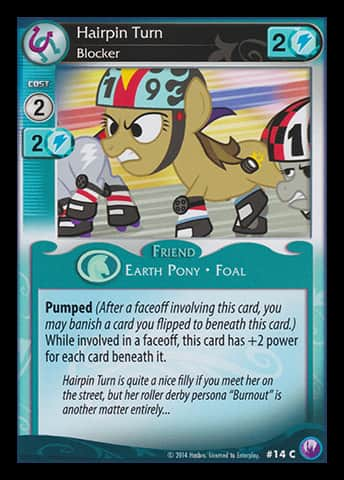 Hairpin Turn
Blocker
2
COST
2
2
19
1
FRIEND
EARTH PONY • FOAL
Pumped (After a faceoff involving this card, you
may banish a card you flipped to beneath this card.)
While involved in a faceoff, this card has +2 power
for each card beneath it.
Hairpin Turn is quite a nice filly if you meet her on
the street, but her roller derby persona "Burnout" is
another matter entirely...
© 2014 Hasbro. Licensed to Enterplay.
#14 C